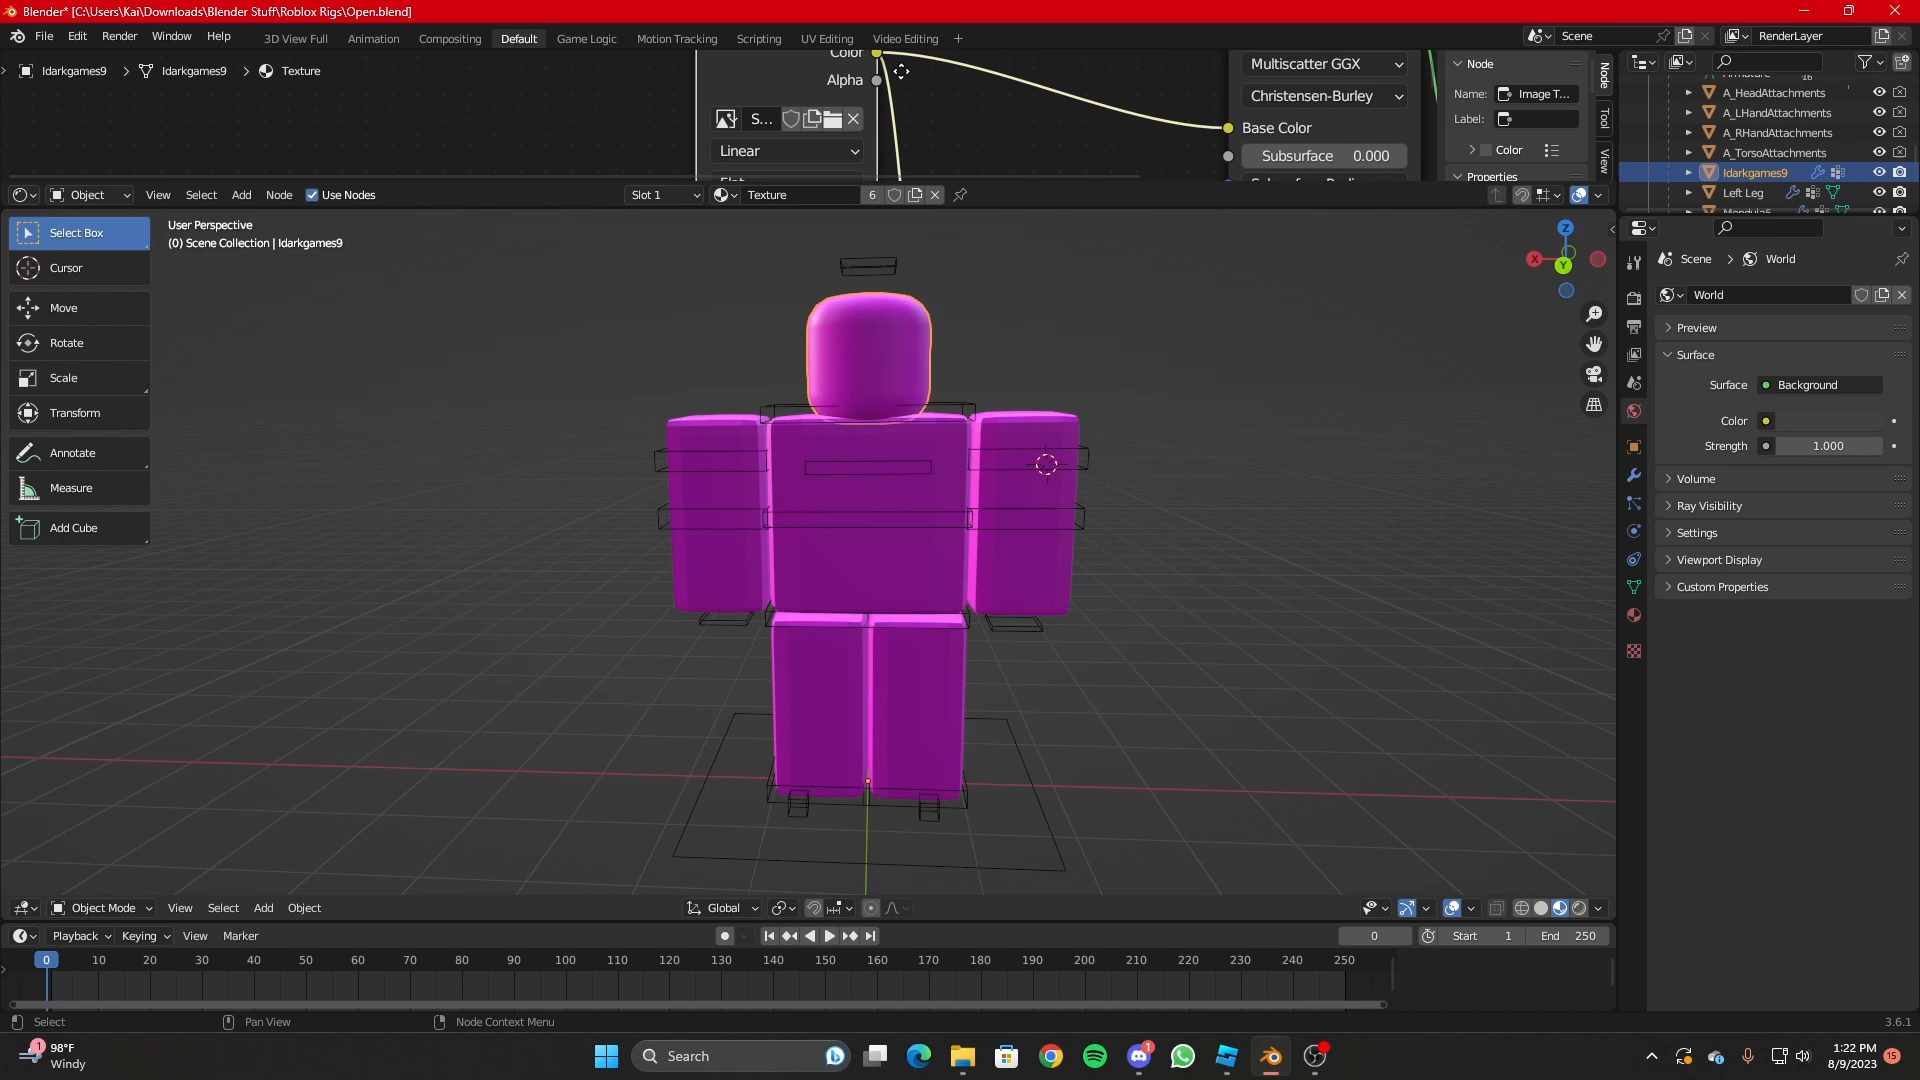 Blender* [C:\Users\Kai\Downloads\Blender Stuff\Roblox Rigs\Open.blend]
File Edit Render Window Help 3D View Full Animation Compositing Default Game Logic Motion Tracking Scripting UV Editing Video Editing + Scene RenderLayer
Idarkgames9 > Idarkgames9 > Texture
Color
Alpha
S...
Linear
Multiscatter GGX
Christensen-Burley
Base Color
Subsurface 0.000
Node
Name: Image T...
Label:
Color
Properties
Node
Tool
View
A_HeadAttachments
A_LHandAttachments
A_RHandAttachments
A_TorsoAttachments
Idarkgames9
Left Leg
Object View Select Add Node Use Nodes Slot 1 Texture 6
User Perspective
(0) Scene Collection | Idarkgames9
Select Box
Cursor
Move
Rotate
Scale
Transform
Annotate
Measure
Add Cube
Z
X
Y
Scene > World
World
Preview
Surface
Surface Background
Color
Strength 1.000
Volume
Ray Visibility
Settings
Viewport Display
Custom Properties
Object Mode View Select Add Object Global
Playback Keying View Marker 0 Start 1 End 250
0 10 20 30 40 50 60 70 80 90 100 110 120 130 140 150 160 170 180 190 200 210 220 230 240 250
Select Pan View Node Context Menu 3.6.1
1 98°F
Windy
Search
1
1:22 PM
8/9/2023
15